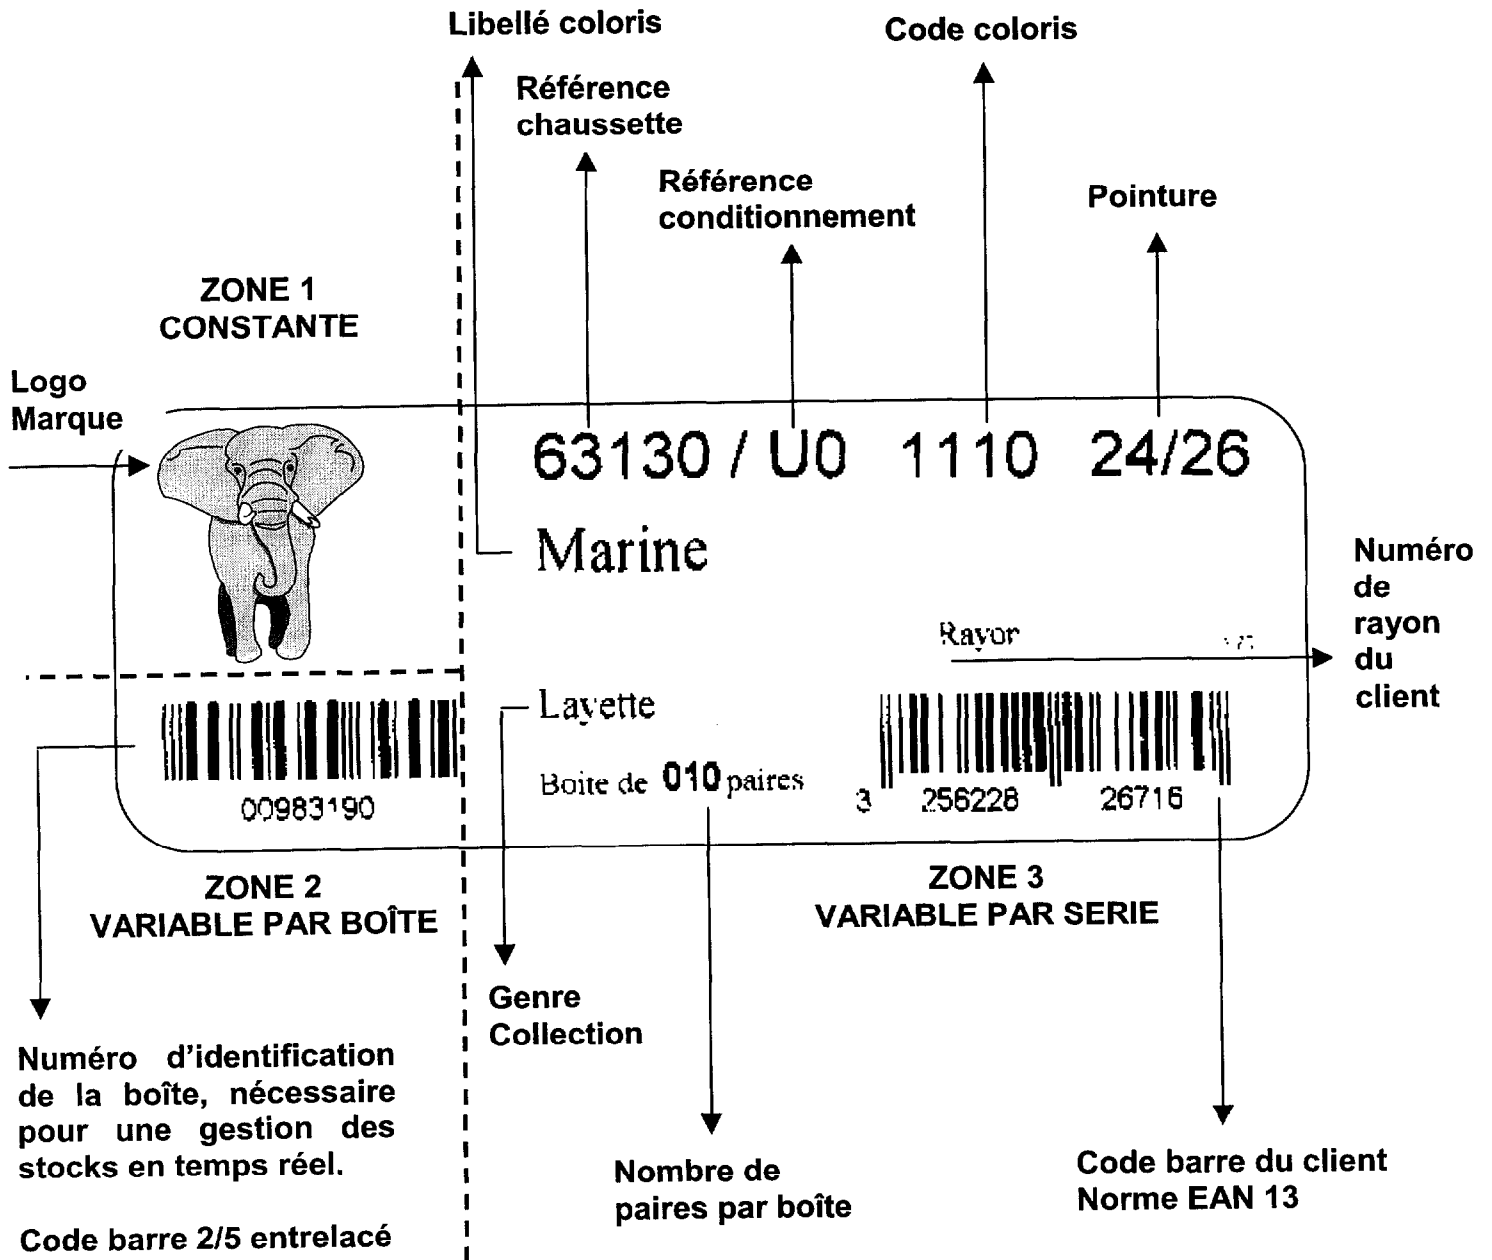 Libellé coloris
Code coloris
Référence
chaussette
Référence
conditionnement
Pointure
ZONE 1
CONSTANTE
Logo
Marque
63130 / U0 1110 24/26
Marine
Numéro
de
rayon
du
client
Layette
Boite de 010 paires
00983190
3 256228 26716
ZONE 2
VARIABLE PAR BOÎTE
ZONE 3
VARIABLE PAR SERIE
Genre
Collection
Numéro d'identification
de la boîte, nécessaire
pour une gestion des
stocks en temps réel.
Code barre 2/5 entrelacé
Nombre de
paires par boîte
Code barre du client
Norme EAN 13